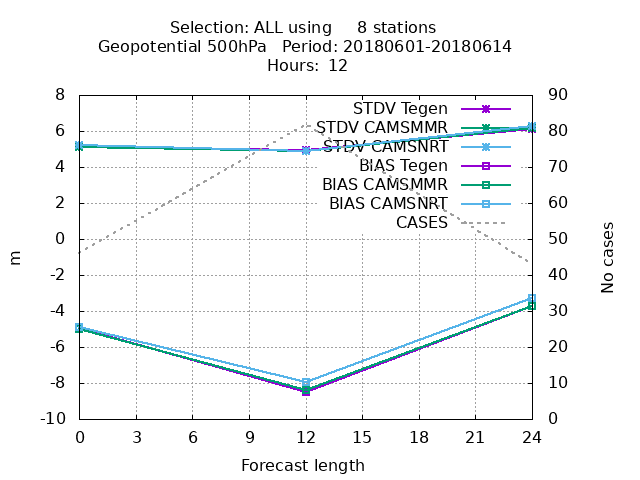 Selection: ALL using     8 stations
Geopotential 500hPa   Period: 20180601-20180614
Hours:  12
8
6
4
2
0
-2
-4
-6
-8
-10
m
STDV Tegen
STDV CAMSMMR
STDV CAMSNRT
BIAS Tegen
BIAS CAMSMMR
BIAS CAMSNRT
CASES
90
80
70
60
50
40
30
20
10
0
No cases
0 3 6 9 12 15 18 21 24
Forecast length